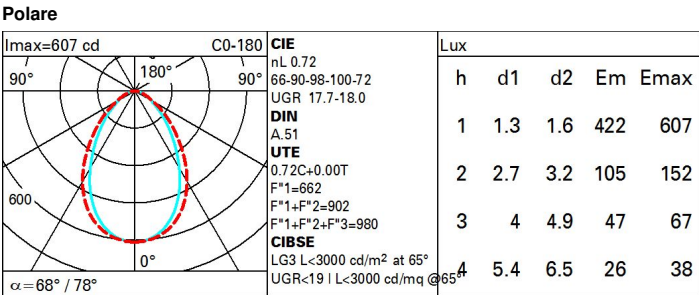 Polare
Imax=607 cd C0-180
90° 180° 90°
600
0°
α=68° / 78°
CIE
nL 0.72
66-90-98-100-72
UGR 17.7-18.0
DIN
A.51
UTE
0.72C+0.00T
F"1=662
F"1+F"2=902
F"1+F"2+F"3=980
CIBSE
LG3 L<3000 cd/m² at 65°
UGR<19 | L<3000 cd/mq @65°
Lux
h d1 d2 Em Emax
1 1.3 1.6 422 607
2 2.7 3.2 105 152
3 4 4.9 47 67
4 5.4 6.5 26 38